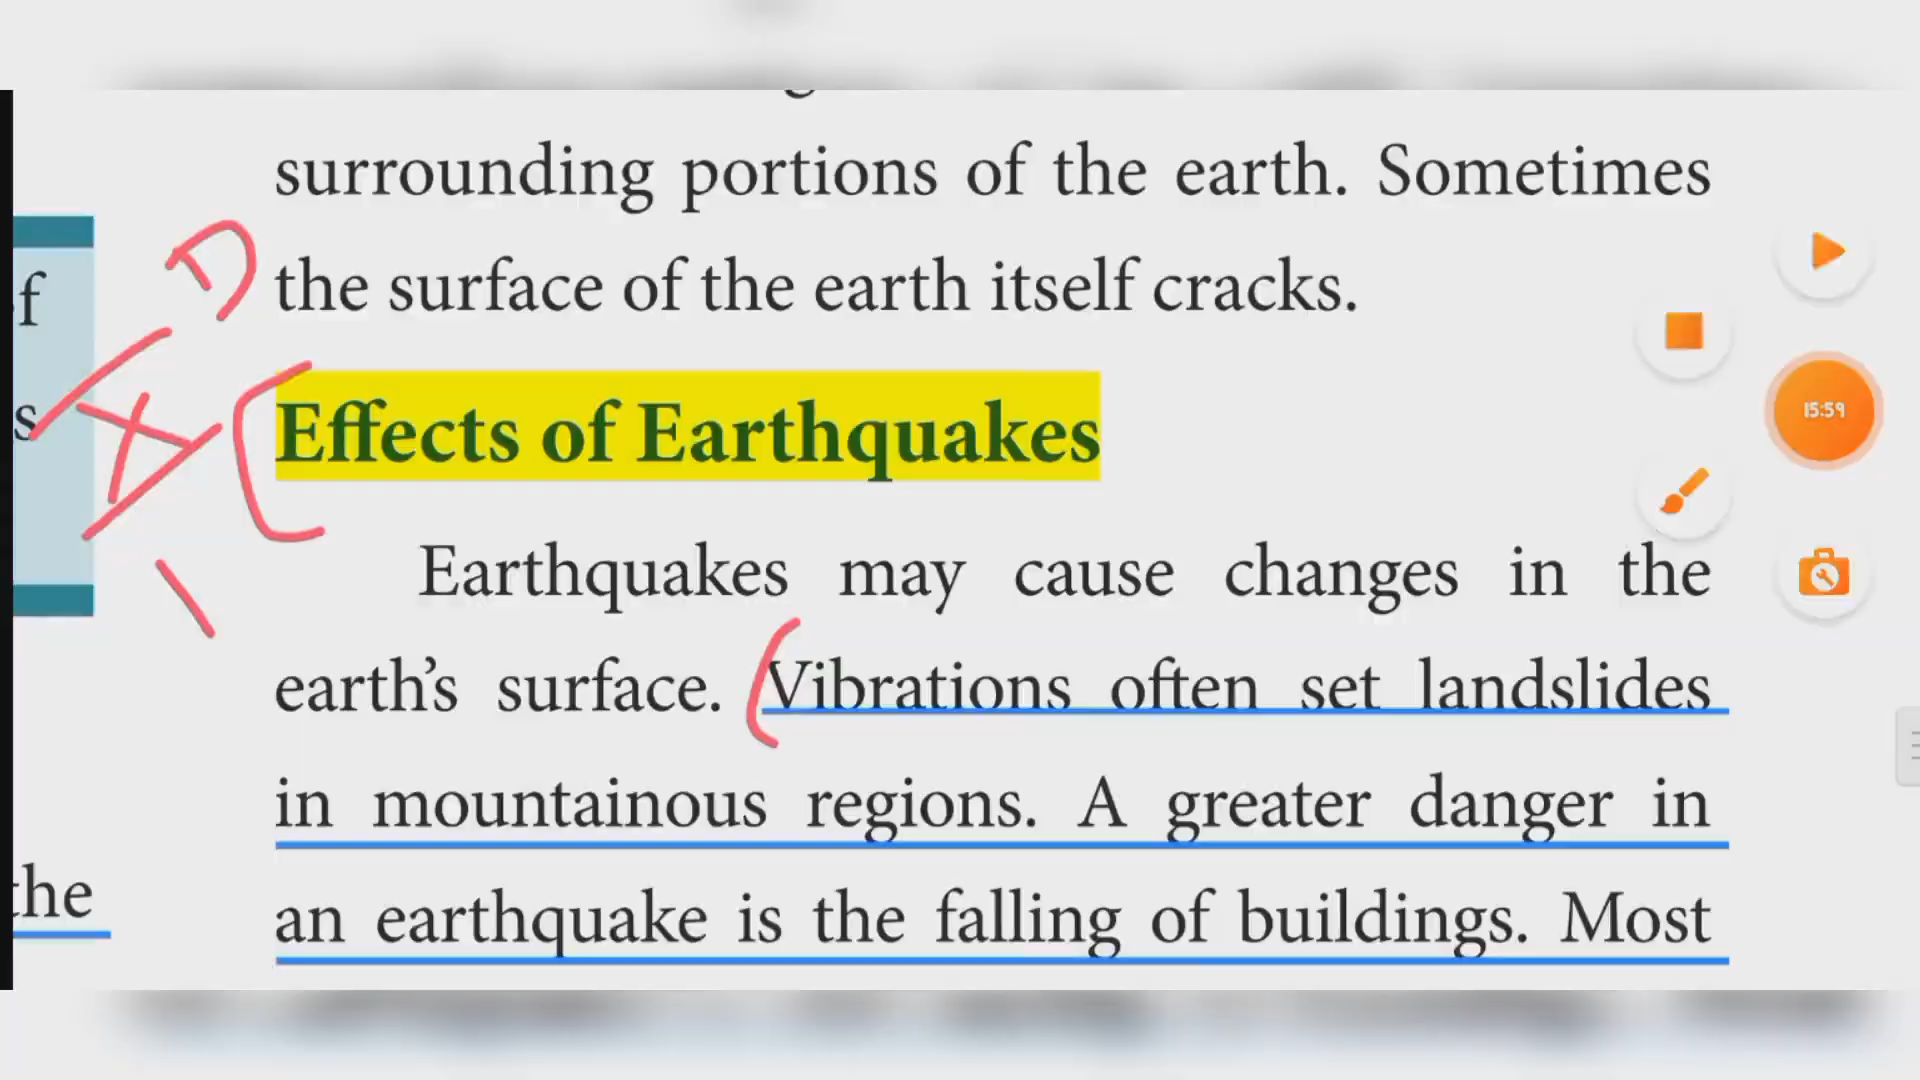 surrounding portions of the earth. Sometimes
the surface of the earth itself cracks.
Effects of Earthquakes
Earthquakes may cause changes in the
earth's surface. Vibrations often set landslides
in mountainous regions. A greater danger in
an earthquake is the falling of buildings. Most
of
s
the
15:59